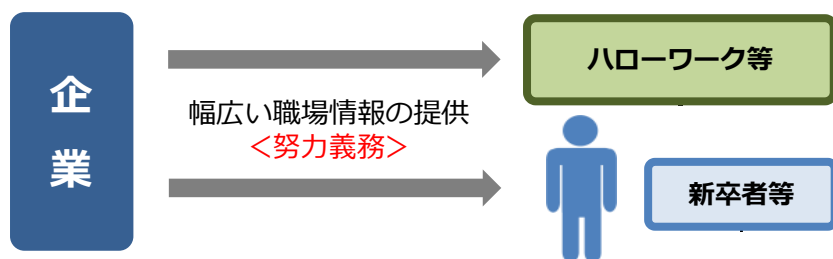 企業
ハローワーク等
幅広い職場情報の提供
＜努力義務＞
新卒者等